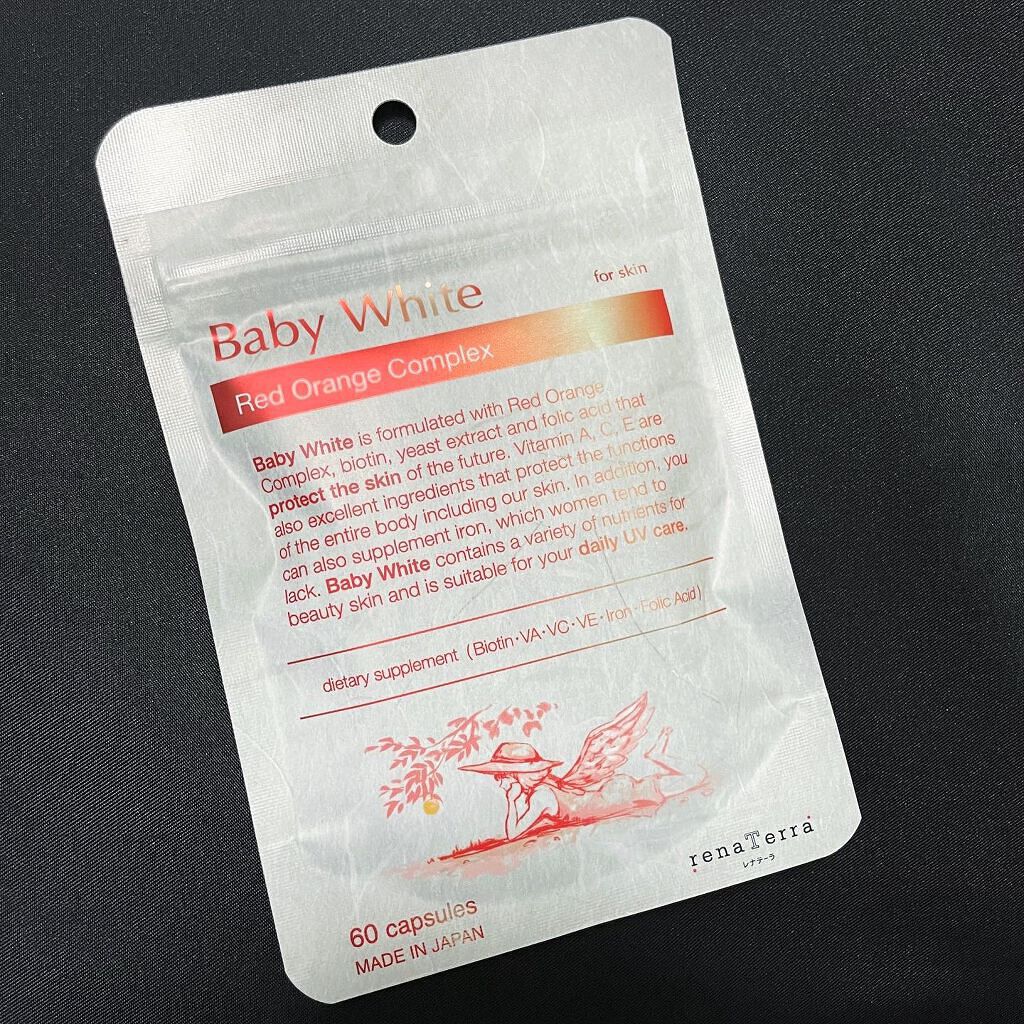 for skin
Baby White
Red Orange Complex
Baby White is formulated with Red Orange
Complex, biotin, yeast extract and folic acid that
protect the skin of the future. Vitamin A, C, E are
also excellent ingredients that protect the functions
of the entire body including our skin. In addition, you
can also supplement iron, which women tend to
lack. Baby White contains a variety of nutrients for
beauty skin and is suitable for your daily UV care.
dietary supplement (Biotin・VA・VC・VE・Iron・Folic Acid)
renaTerra
レナテーラ
60 capsules
MADE IN JAPAN